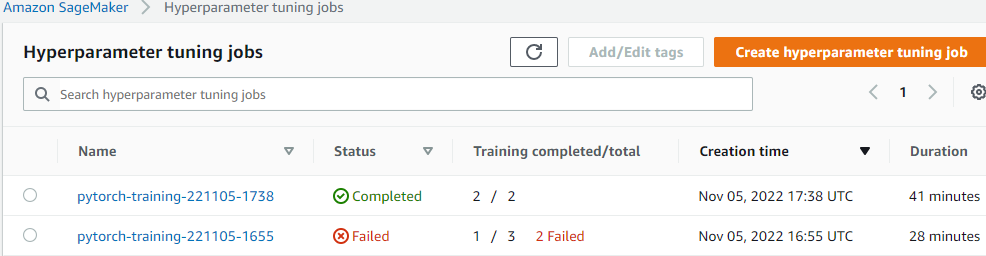 Amazon SageMaker > Hyperparameter tuning jobs
Hyperparameter tuning jobs Add/Edit tags Create hyperparameter tuning job
Search hyperparameter tuning jobs 1
Name Status Training completed/total Creation time Duration
pytorch-training-221105-1738 Completed 2 / 2 Nov 05, 2022 17:38 UTC 41 minutes
pytorch-training-221105-1655 Failed 1 / 3 2 Failed Nov 05, 2022 16:55 UTC 28 minutes